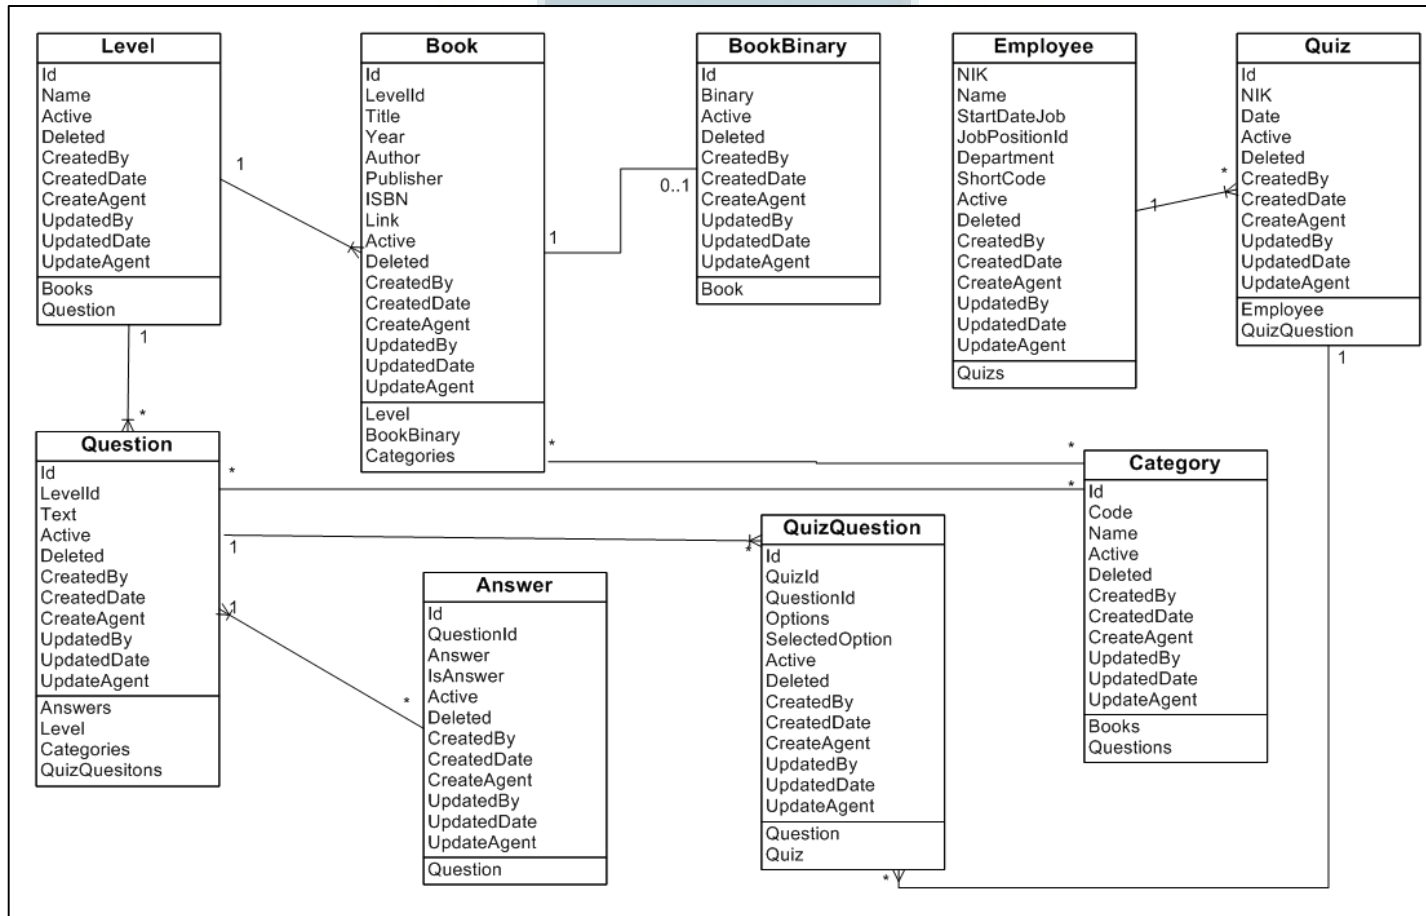 Level
Id
Name
Active
Deleted
CreatedBy
CreatedDate
CreateAgent
UpdatedBy
UpdatedDate
UpdateAgent
Books
Question
1
1
*
Book
Id
LevelId
Title
Year
Author
Publisher
ISBN
Link
Active
Deleted
CreatedBy
CreatedDate
CreateAgent
UpdatedBy
UpdatedDate
UpdateAgent
Level
BookBinary
Categories
1
0..1
*
*
BookBinary
Id
Binary
Active
Deleted
CreatedBy
CreatedDate
CreateAgent
UpdatedBy
UpdatedDate
UpdateAgent
Book
Employee
NIK
Name
StartDateJob
JobPositionId
Department
ShortCode
Active
Deleted
CreatedBy
CreatedDate
CreateAgent
UpdatedBy
UpdatedDate
UpdateAgent
Quizs
1
*
Quiz
Id
NIK
Date
Active
Deleted
CreatedBy
CreatedDate
CreateAgent
UpdatedBy
UpdatedDate
UpdateAgent
Employee
QuizQuestion
1
*
Question
Id
LevelId
Text
Active
Deleted
CreatedBy
CreatedDate
CreateAgent
UpdatedBy
UpdatedDate
UpdateAgent
Answers
Level
Categories
QuizQuesitons
*
*
1
*
1
*
Answer
Id
QuestionId
Answer
IsAnswer
Active
Deleted
CreatedBy
CreatedDate
CreateAgent
UpdatedBy
UpdatedDate
UpdateAgent
Question
QuizQuestion
Id
QuizId
QuestionId
Options
SelectedOption
Active
Deleted
CreatedBy
CreatedDate
CreateAgent
UpdatedBy
UpdatedDate
UpdateAgent
Question
Quiz
Category
Id
Code
Name
Active
Deleted
CreatedBy
CreatedDate
CreateAgent
UpdatedBy
UpdatedDate
UpdateAgent
Books
Questions